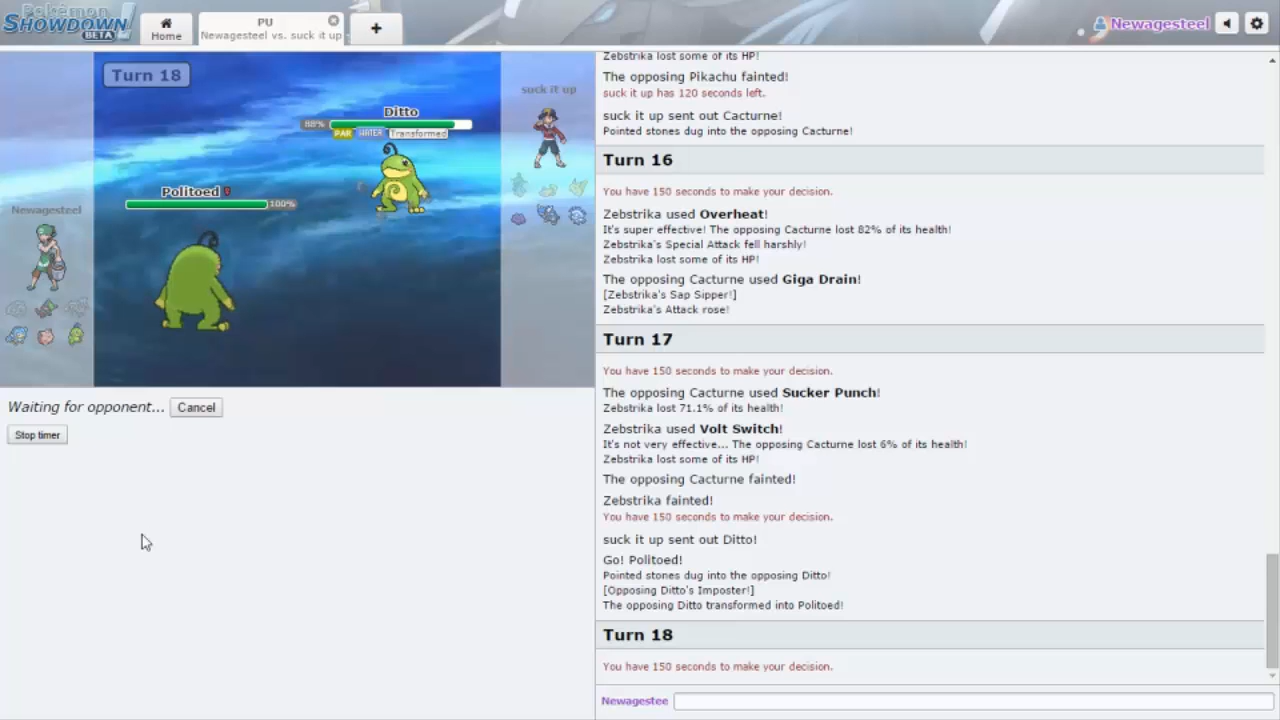 Pokémon
SHOWDOWN!
BETA
Home
PU
Newagesteel vs. suck it up
+
Newagesteel
Turn 18
suck it up
Ditto
88%
PAR WATER Transformed
Politoed
100%
Newagesteel
Waiting for opponent... Cancel
Stop timer
Zebstrika lost some of its HP!
The opposing Pikachu fainted!
suck it up has 120 seconds left.
suck it up sent out Cacturne!
Pointed stones dug into the opposing Cacturne!
Turn 16
You have 150 seconds to make your decision.
Zebstrika used Overheat!
It's super effective! The opposing Cacturne lost 82% of its health!
Zebstrika's Special Attack fell harshly!
Zebstrika lost some of its HP!
The opposing Cacturne used Giga Drain!
[Zebstrika's Sap Sipper!]
Zebstrika's Attack rose!
Turn 17
You have 150 seconds to make your decision.
The opposing Cacturne used Sucker Punch!
Zebstrika lost 71.1% of its health!
Zebstrika used Volt Switch!
It's not very effective... The opposing Cacturne lost 6% of its health!
Zebstrika lost some of its HP!
The opposing Cacturne fainted!
Zebstrika fainted!
You have 150 seconds to make your decision.
suck it up sent out Ditto!
Go! Politoed!
Pointed stones dug into the opposing Ditto!
[Opposing Ditto's Imposter!]
The opposing Ditto transformed into Politoed!
Turn 18
You have 150 seconds to make your decision.
Newagestee